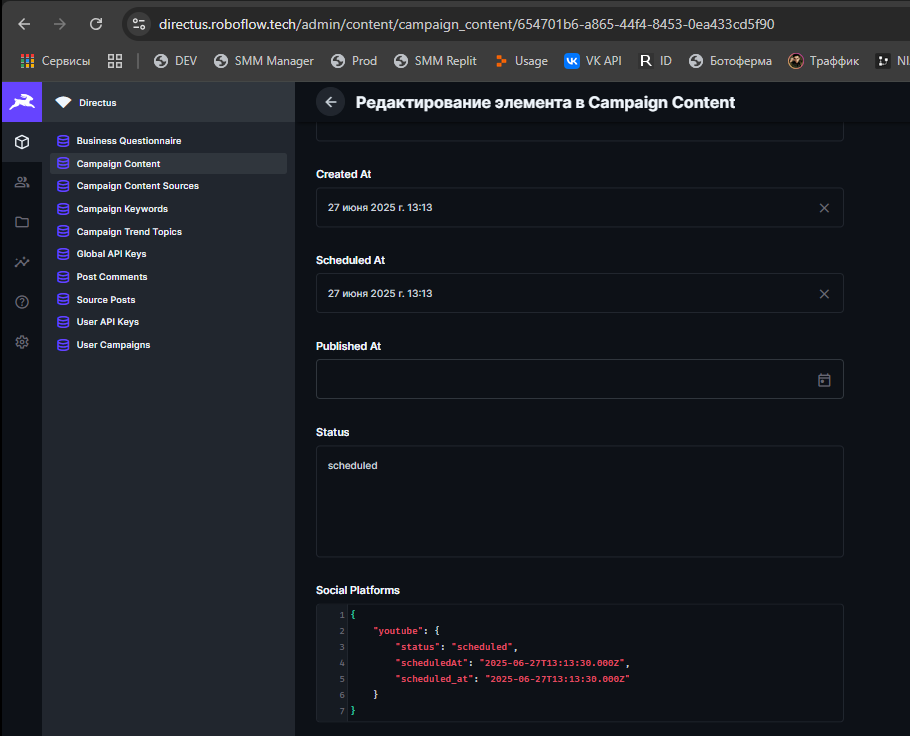 directus.roboflow.tech/admin/content/campaign_content/654701b6-a865-44f4-8453-0ea433cd5f90
Сервисы DEV SMM Manager Prod SMM Replit Usage VK API ID Ботоферма Траффик
Directus
Редактирование элемента в Campaign Content
Business Questionnaire
Campaign Content
Campaign Content Sources
Campaign Keywords
Campaign Trend Topics
Global API Keys
Post Comments
Source Posts
User API Keys
User Campaigns
Created At
27 июня 2025 г. 13:13
Scheduled At
27 июня 2025 г. 13:13
Published At
Status
scheduled
Social Platforms
1 {
2 "youtube": {
3 "status": "scheduled",
4 "scheduledAt": "2025-06-27T13:13:30.000Z",
5 "scheduled_at": "2025-06-27T13:13:30.000Z"
6 }
7 }